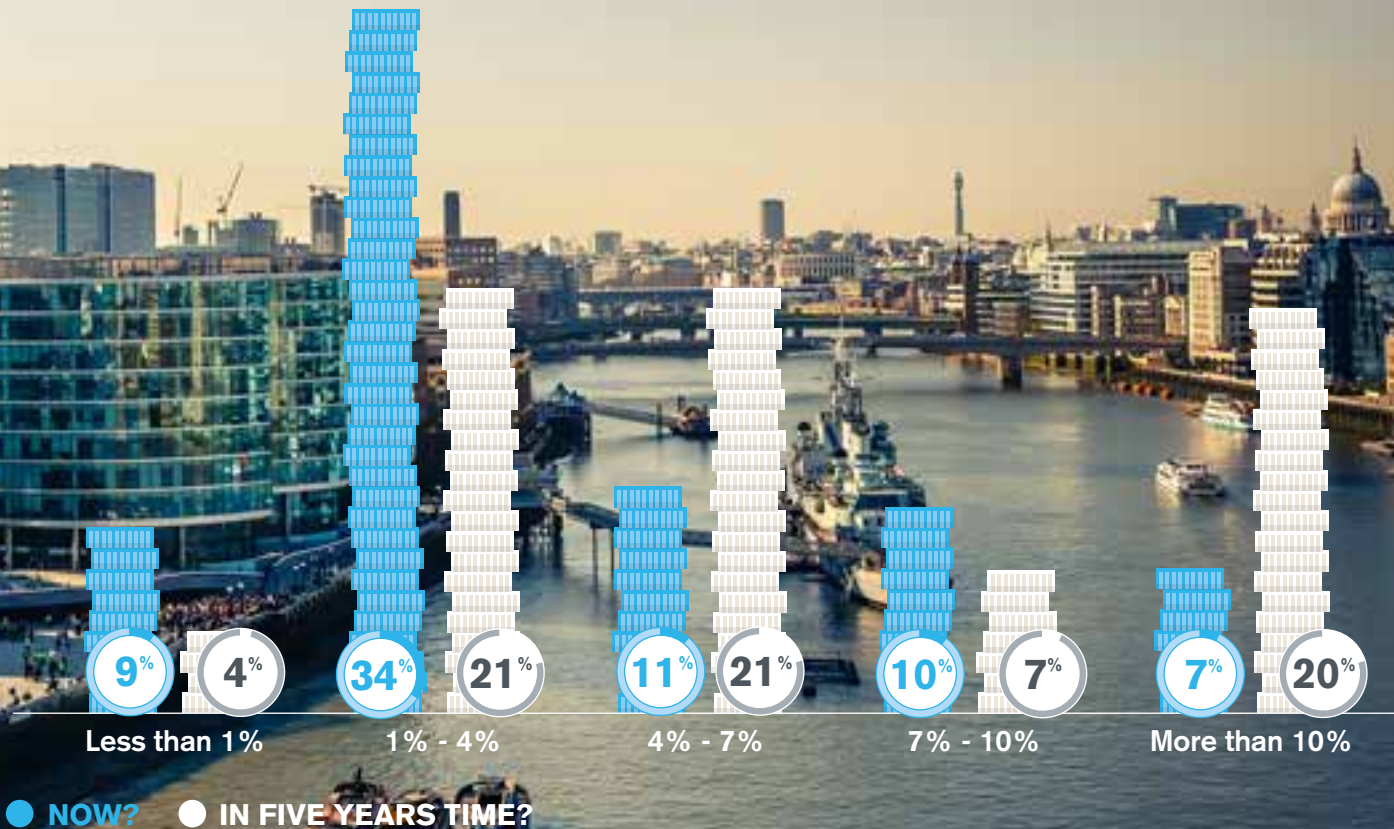 9% 4% 34% 21% 11% 21% 10% 7% 7% 20%
Less than 1% 1% - 4% 4% - 7% 7% - 10% More than 10%
NOW? IN FIVE YEARS TIME?